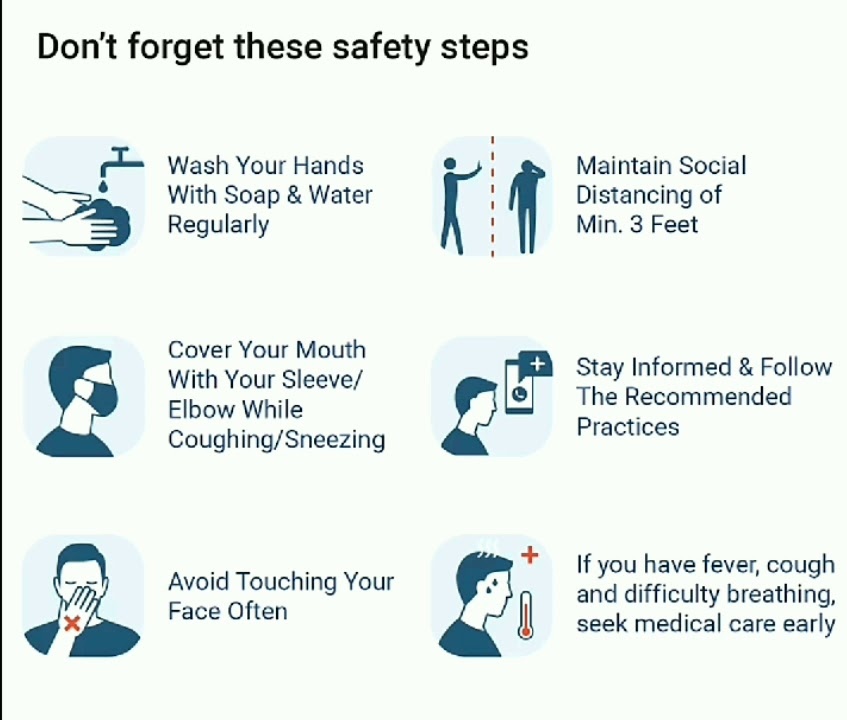 Don't forget these safety steps
Wash Your Hands
With Soap & Water
Regularly
Maintain Social
Distancing of
Min. 3 Feet
Cover Your Mouth
With Your Sleeve/
Elbow While
Coughing/Sneezing
Stay Informed & Follow
The Recommended
Practices
Avoid Touching Your
Face Often
If you have fever, cough
and difficulty breathing,
seek medical care early